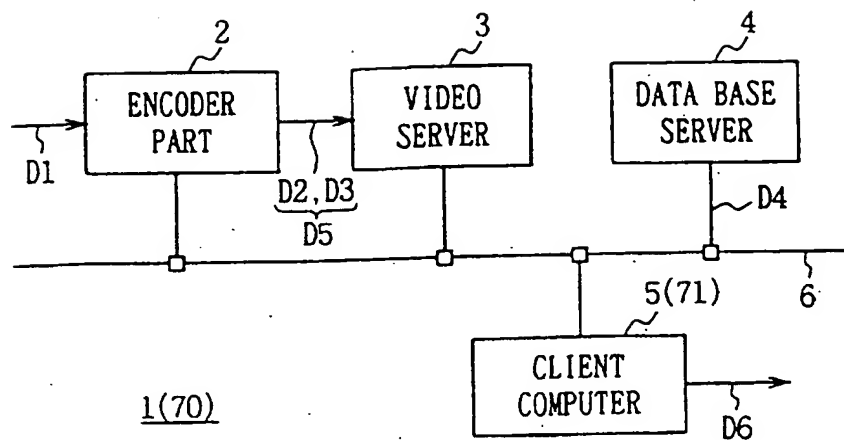 2
3
4
ENCODER
PART
VIDEO
SERVER
DATA BASE
SERVER
D1
D2, D3
D5
D4
6
5(71)
CLIENT
COMPUTER
1(70)
D6